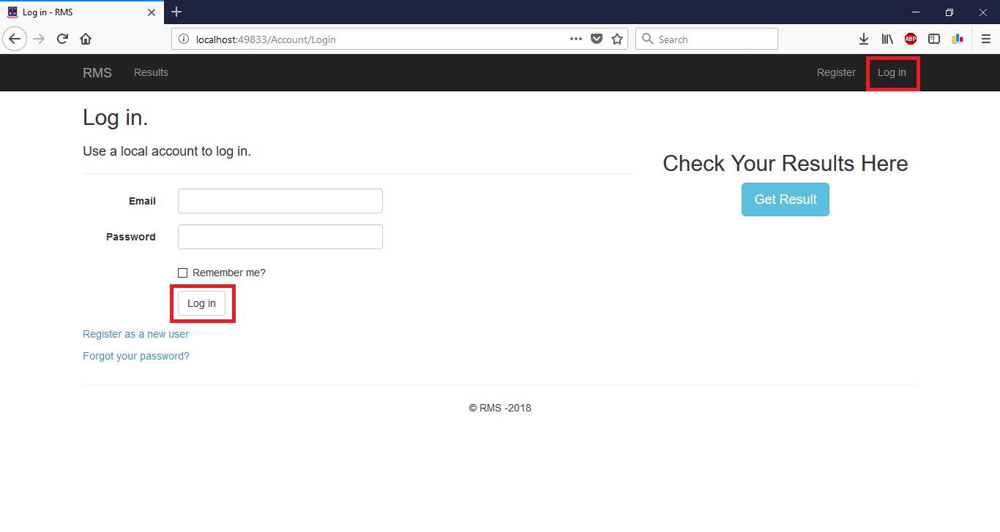 Log in - RMS
localhost:49833/Account/Login
Search
ABP
RMS Results Register Log in
Log in.
Use a local account to log in.
Check Your Results Here
Get Result
Email
Password
Remember me?
Log in
Register as a new user
Forgot your password?
© RMS -2018